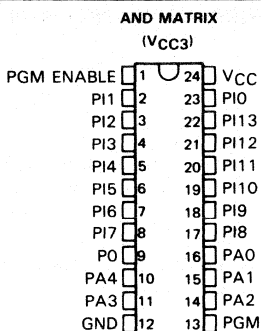 AND MATRIX
(VCC3)
PGM ENABLE 1 24 VCC
PI1 2 23 PI0
PI2 3 22 PI13
PI3 4 21 PI12
PI4 5 20 PI11
PI5 6 19 PI10
PI6 7 18 PI9
PI7 8 17 PI8
P0 9 16 PA0
PA4 10 15 PA1
PA3 11 14 PA2
GND 12 13 PGM